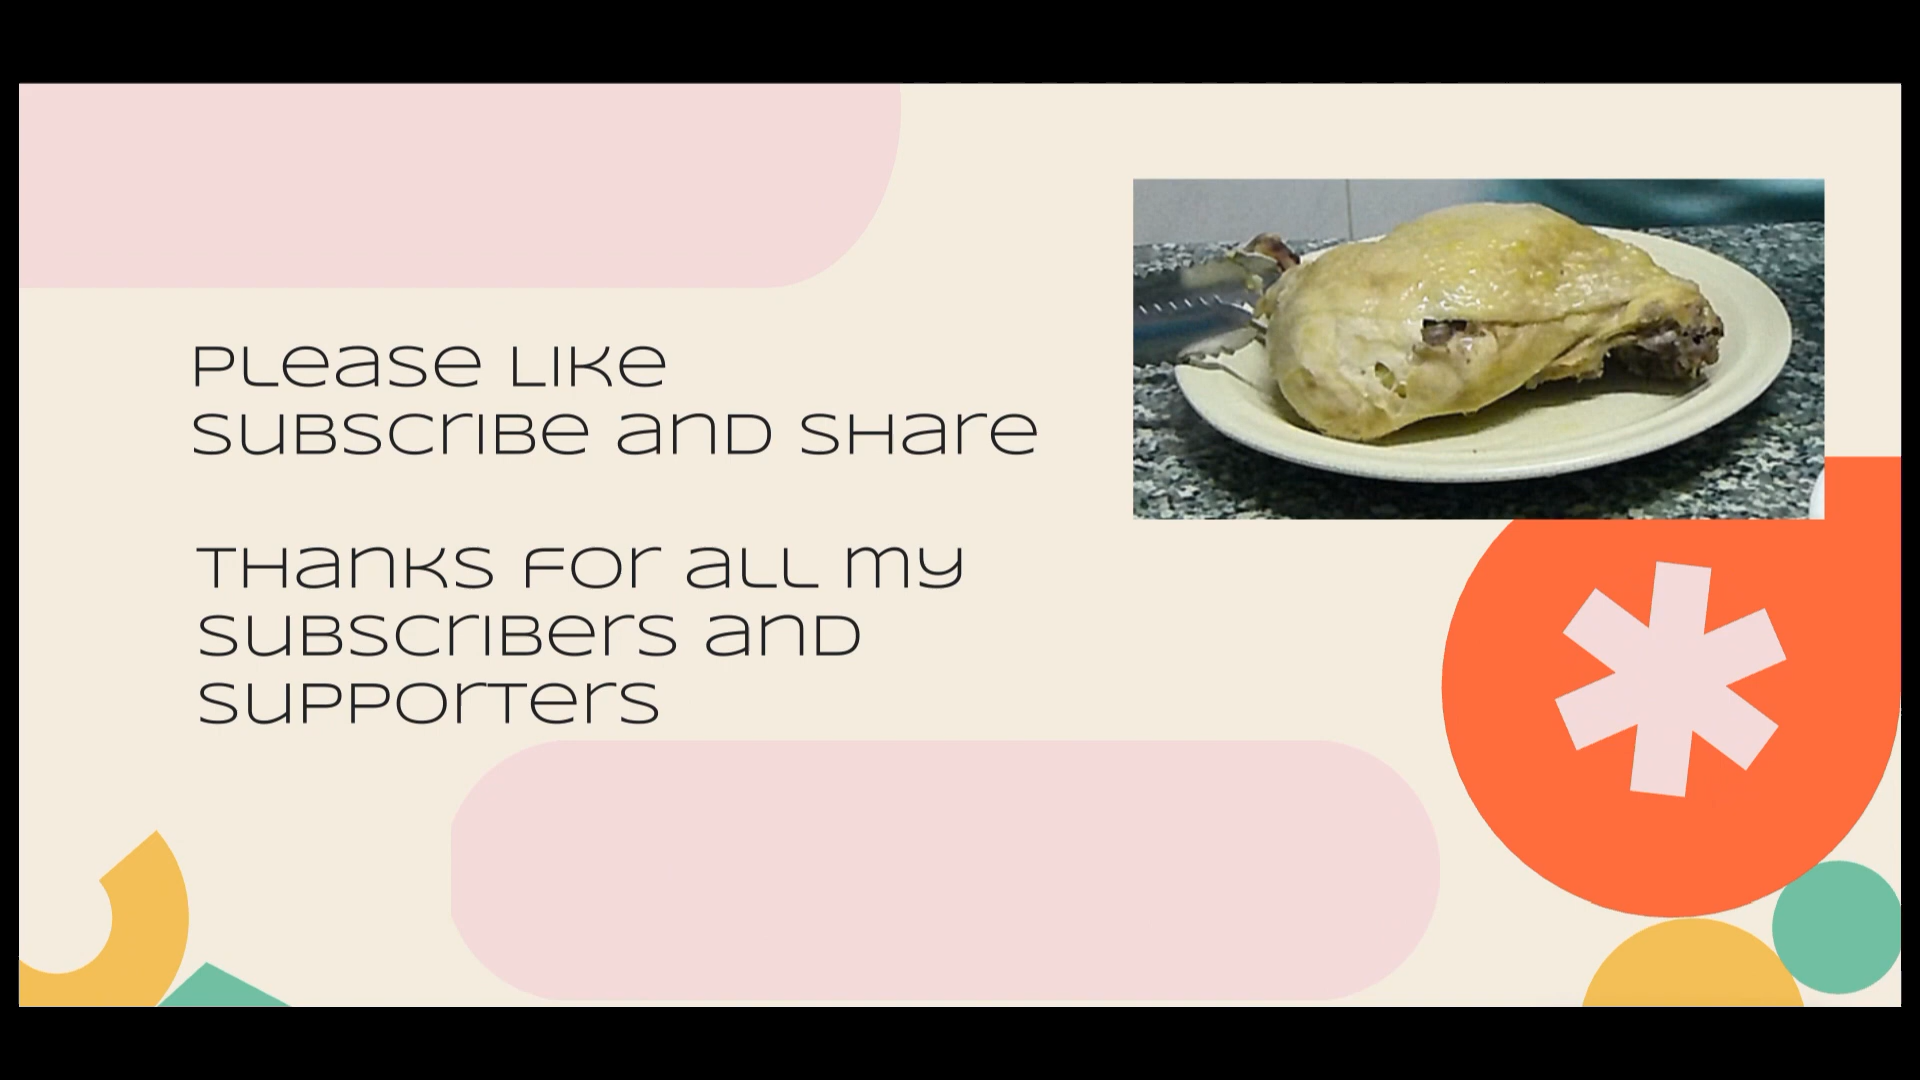 Please like
subscribe and share
Thanks for all my
subscribers and
supporters